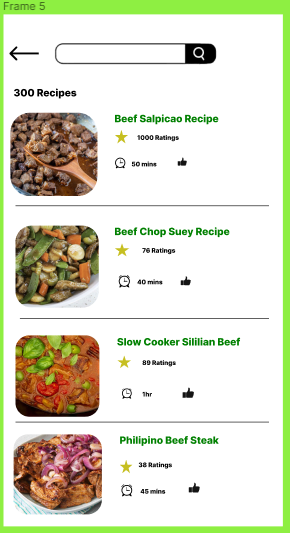 Frame 5
300 Recipes
Beef Salpicao Recipe
1000 Ratings
50 mins
Beef Chop Suey Recipe
76 Ratings
40 mins
Slow Cooker Sililian Beef
89 Ratings
1hr
Philipino Beef Steak
38 Ratings
45 mins